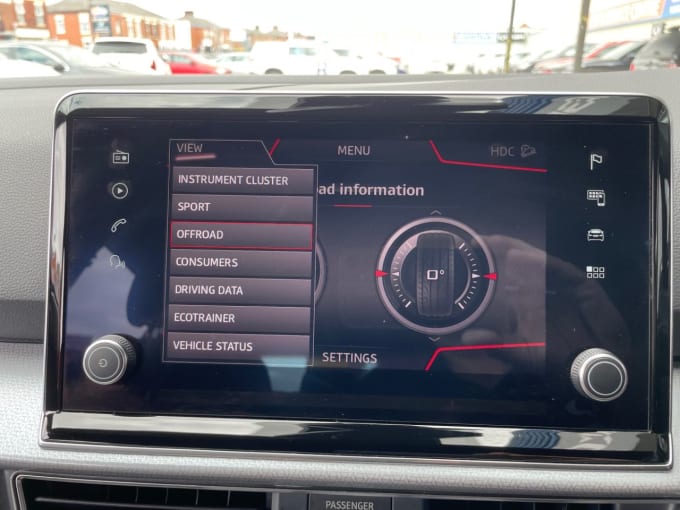 VIEW
MENU
HDC
INSTRUMENT CLUSTER
ad information
SPORT
OFFROAD
CONSUMERS
0°
DRIVING DATA
ECOTRAINER
VEHICLE STATUS
SETTINGS
PASSENGER